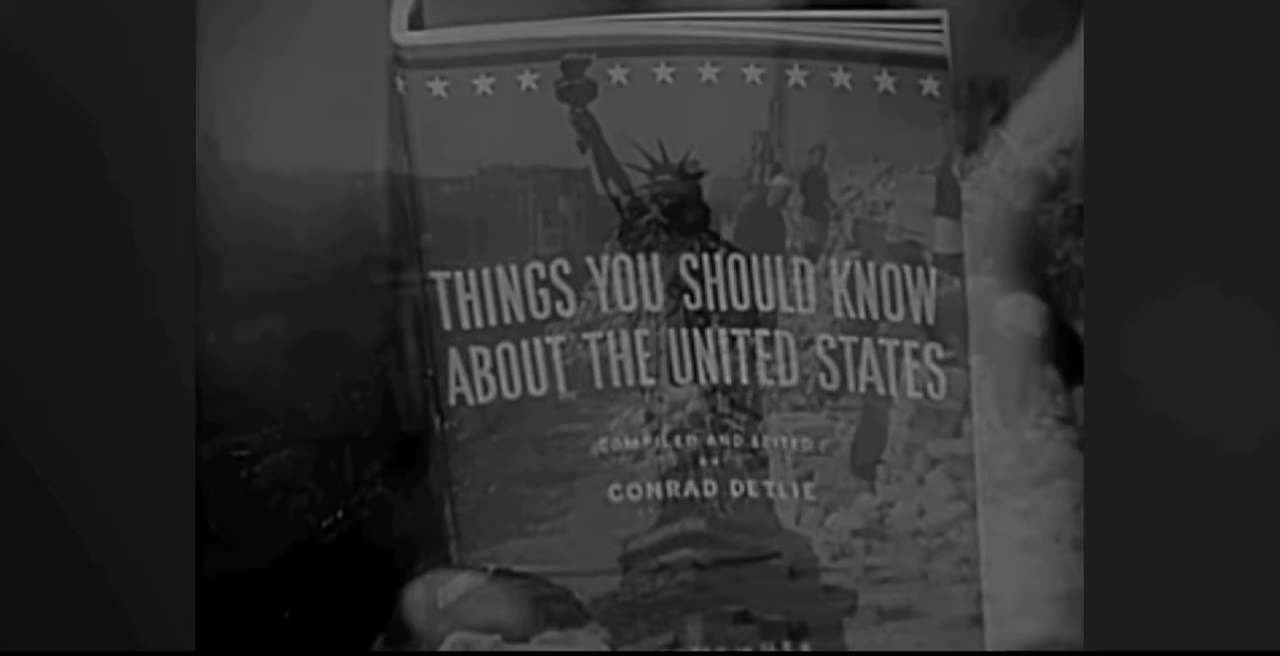 THINGS YOU SHOULD KNOW
ABOUT THE UNITED STATES
COMPILED AND EDITED
BY
CONRAD DETLIE